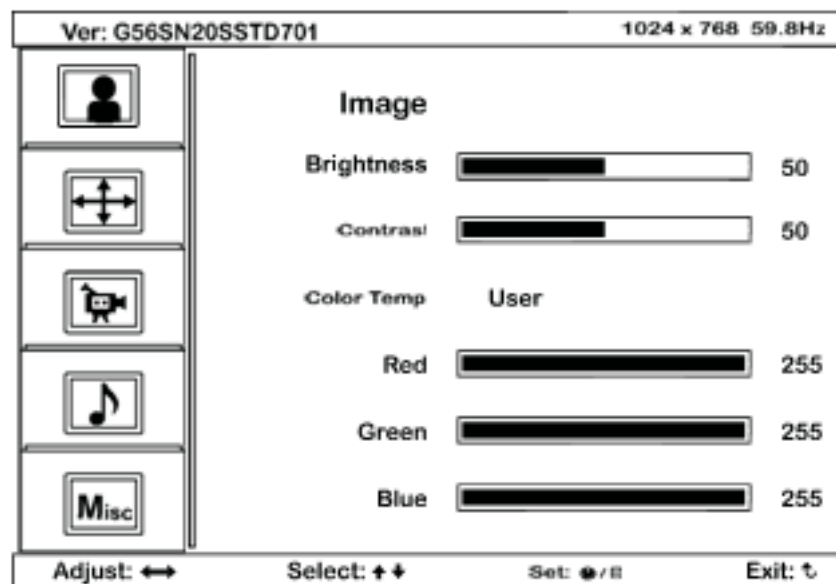 Ver: G56SN20SSTD701 1024 x 768 59.8Hz
Image
Brightness 50
Contrast 50
Color Temp User
Red 255
Green 255
Blue 255
Misc
Adjust: Select: Set: Exit: